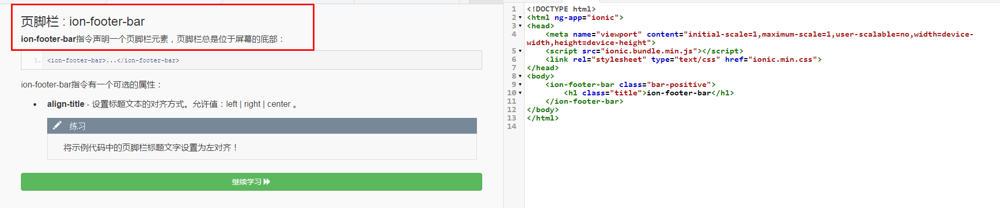 页脚栏 : ion-footer-bar
ion-footer-bar指令声明一个页脚栏元素，页脚栏总是位于屏幕的底部：
1. <ion-footer-bar>...</ion-footer-bar>
ion-footer-bar指令有一个可选的属性：
• align-title - 设置标题文本的对齐方式。允许值：left | right | center 。
练习
将示例代码中的页脚栏标题文字设置为左对齐！
继续学习
1 <!DOCTYPE html>
2 <html ng-app="ionic">
3 <head>
4     <meta name="viewport" content="initial-scale=1,maximum-scale=1,user-scalable=no,width=device-
width,height=device-height">
5     <script src="ionic.bundle.min.js"></script>
6     <link rel="stylesheet" type="text/css" href="ionic.min.css">
7 </head>
8 <body>
9     <ion-footer-bar class="bar-positive">
10         <h1 class="title">ion-footer-bar</h1>
11     </ion-footer-bar>
12 </body>
13 </html>
14